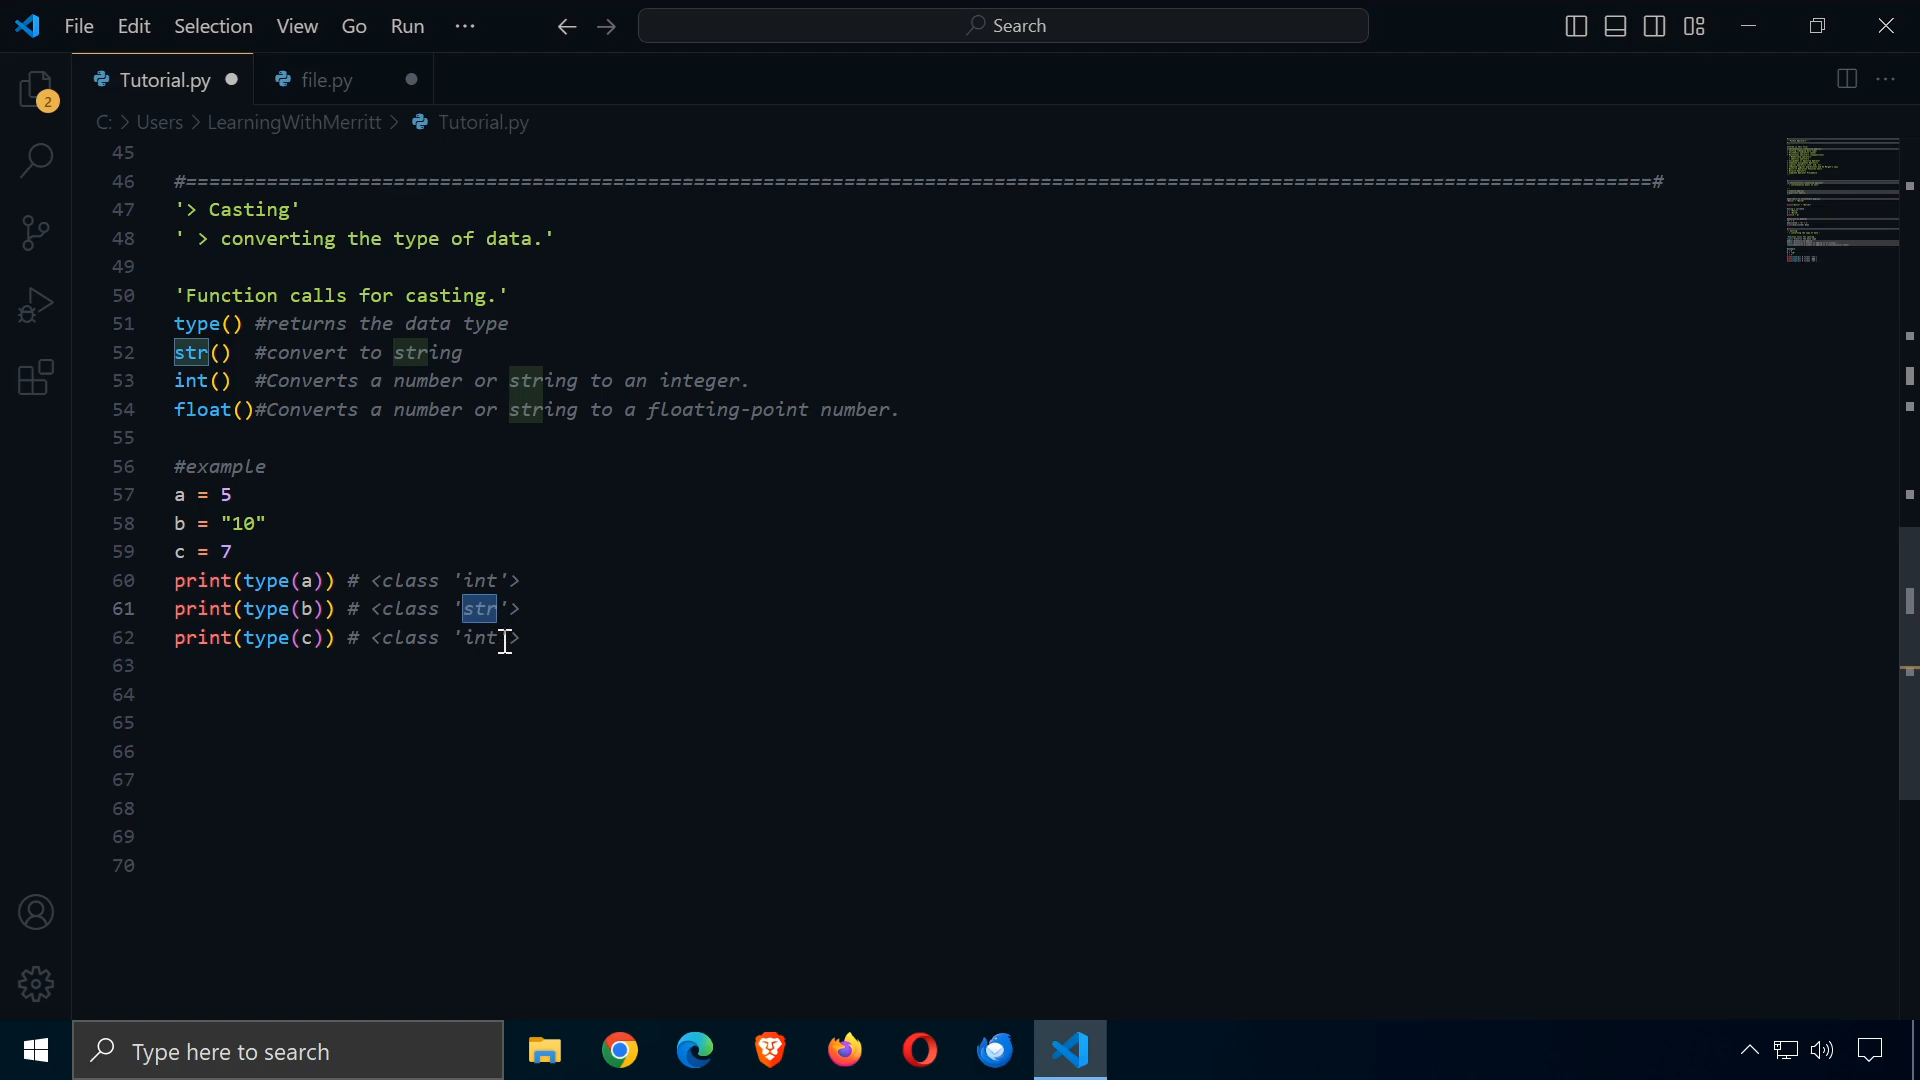 File Edit Selection View Go Run ··· Search
Tutorial.py file.py
2
C: > Users > LearningWithMerritt > Tutorial.py
45
46 #===============================================================================================================================#
47 '> Casting'
48 ' > converting the type of data.'
49
50 'Function calls for casting.'
51 type() #returns the data type
52 str() #convert to string
53 int() #Converts a number or string to an integer.
54 float()#Converts a number or string to a floating-point number.
55
56 #example
57 a = 5
58 b = "10"
59 c = 7
60 print(type(a)) # <class 'int'>
61 print(type(b)) # <class 'str'>
62 print(type(c)) # <class 'int'>
63
64
65
66
67
68
69
70
Type here to search